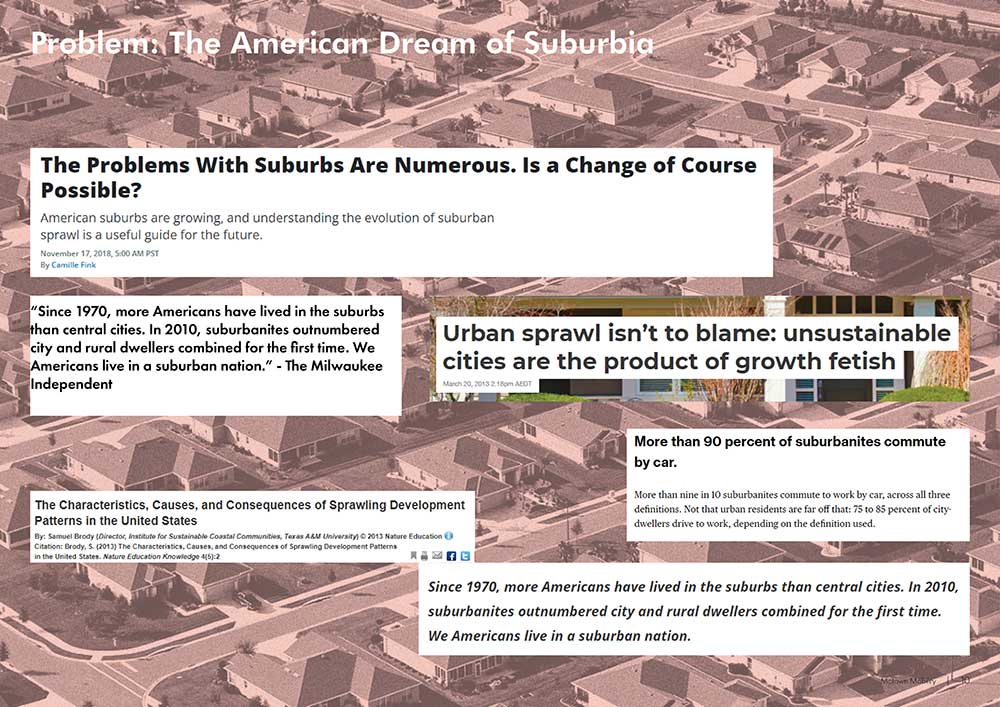 Problem: The American Dream of Suburbia
The Problems With Suburbs Are Numerous. Is a Change of Course
Possible?
American suburbs are growing, and understanding the evolution of suburban
sprawl is a useful guide for the future.
November 17, 2018, 5:00 AM PST
By Camille Fink
“Since 1970, more Americans have lived in the suburbs
than central cities. In 2010, suburbanites outnumbered
city and rural dwellers combined for the first time. We
Americans live in a suburban nation.” - The Milwaukee
Independent
Urban sprawl isn’t to blame: unsustainable
cities are the product of growth fetish
March 20, 2013 2.18pm AEDT
More than 90 percent of suburbanites commute
by car.
More than nine in 10 suburbanites commute to work by car, across all three
definitions. Not that urban residents are far off that: 75 to 85 percent of city-
dwellers drive to work, depending on the definition used.
The Characteristics, Causes, and Consequences of Sprawling Development
Patterns in the United States
By: Samuel Brody (Director, Institute for Sustainable Coastal Communities, Texas A&M University) © 2013 Nature Education
Citation: Brody, S. (2013) The Characteristics, Causes, and Consequences of Sprawling Development Patterns
in the United States. Nature Education Knowledge 4(5):2
Since 1970, more Americans have lived in the suburbs than central cities. In 2010,
suburbanites outnumbered city and rural dwellers combined for the first time.
We Americans live in a suburban nation.
Motown Mobility | 10